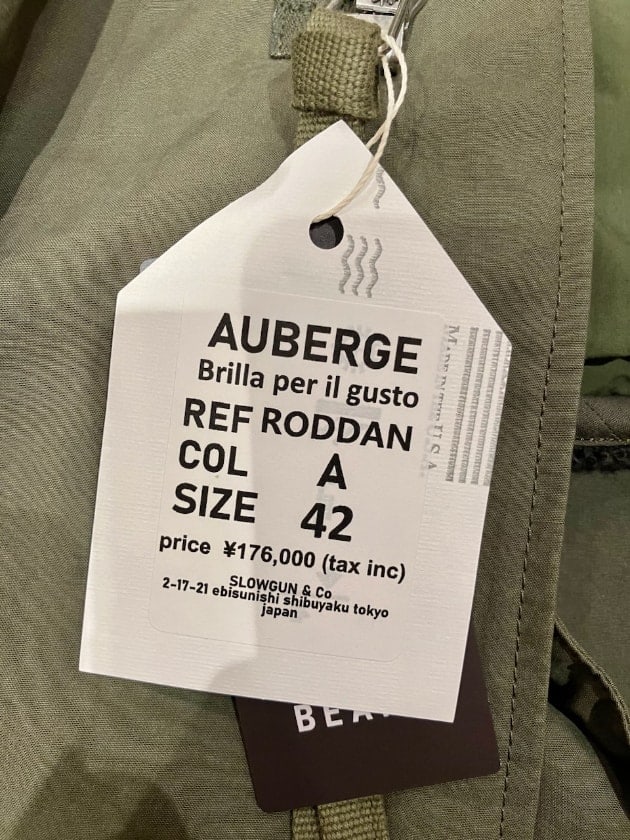 AUBERGE
Brilla per il gusto
REF RODDAN
COL A
SIZE 42
price ¥176,000 (tax inc)
SLOWGUN & Co
2-17-21 ebisunishi shibuyaku tokyo
japan